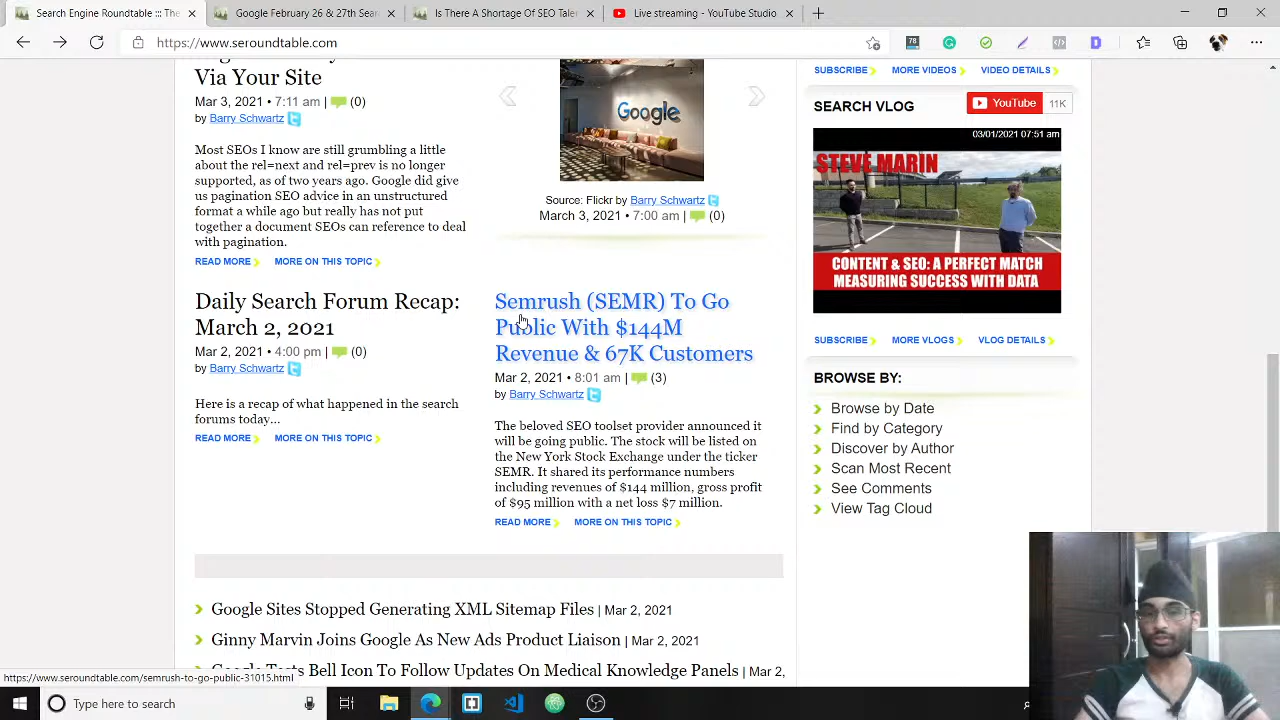 Search Engine Roundtable: The
Google February 26 & 27th Sear
Is There A Shortage Of SEO Talen
Live streaming - YouTube Studio
https://www.seroundtable.com
78
Via Your Site
Mar 3, 2021 • 7:11 am | (0)
by Barry Schwartz
Most SEOs I know are still grumbling a little
about the rel=next and rel=prev is no longer
supported, as of two years ago. Google did give
us pagination SEO advice in in unstructured
format a while ago but really has not put
together a document SEOs can reference to deal
with pagination.
READ MORE MORE ON THIS TOPIC
Daily Search Forum Recap:
March 2, 2021
Mar 2, 2021 • 4:00 pm | (0)
by Barry Schwartz
Here is a recap of what happened in the search
forums today...
READ MORE MORE ON THIS TOPIC
Google
Source: Flickr by Barry Schwartz
March 3, 2021 • 7:00 am | (0)
Semrush (SEMR) To Go
Public With $144M
Revenue & 67K Customers
Mar 2, 2021 • 8:01 am | (3)
by Barry Schwartz
The beloved SEO toolset provider announced it
will be going public. The stock will be listed on
the New York Stock Exchange under the ticker
SEMR. It shared its performance numbers
including revenues of $144 million, gross profit
of $95 million with a net loss $7 million.
READ MORE MORE ON THIS TOPIC
Google Sites Stopped Generating XML Sitemap Files | Mar 2, 2021
Ginny Marvin Joins Google As New Ads Product Liaison | Mar 2, 2021
Google Tests Bell Icon To Follow Updates On Medical Knowledge Panels | Mar 2,
SUBSCRIBE MORE VIDEOS VIDEO DETAILS
SEARCH VLOG YouTube 11K
03/01/2021 07:51 am
STEVE MARIN
CONTENT & SEO: A PERFECT MATCH
MEASURING SUCCESS WITH DATA
SUBSCRIBE MORE VLOGS VLOG DETAILS
BROWSE BY:
Browse by Date
Find by Category
Discover by Author
Scan Most Recent
See Comments
View Tag Cloud
https://www.seroundtable.com/semrush-to-go-public-31015.html
Type here to search